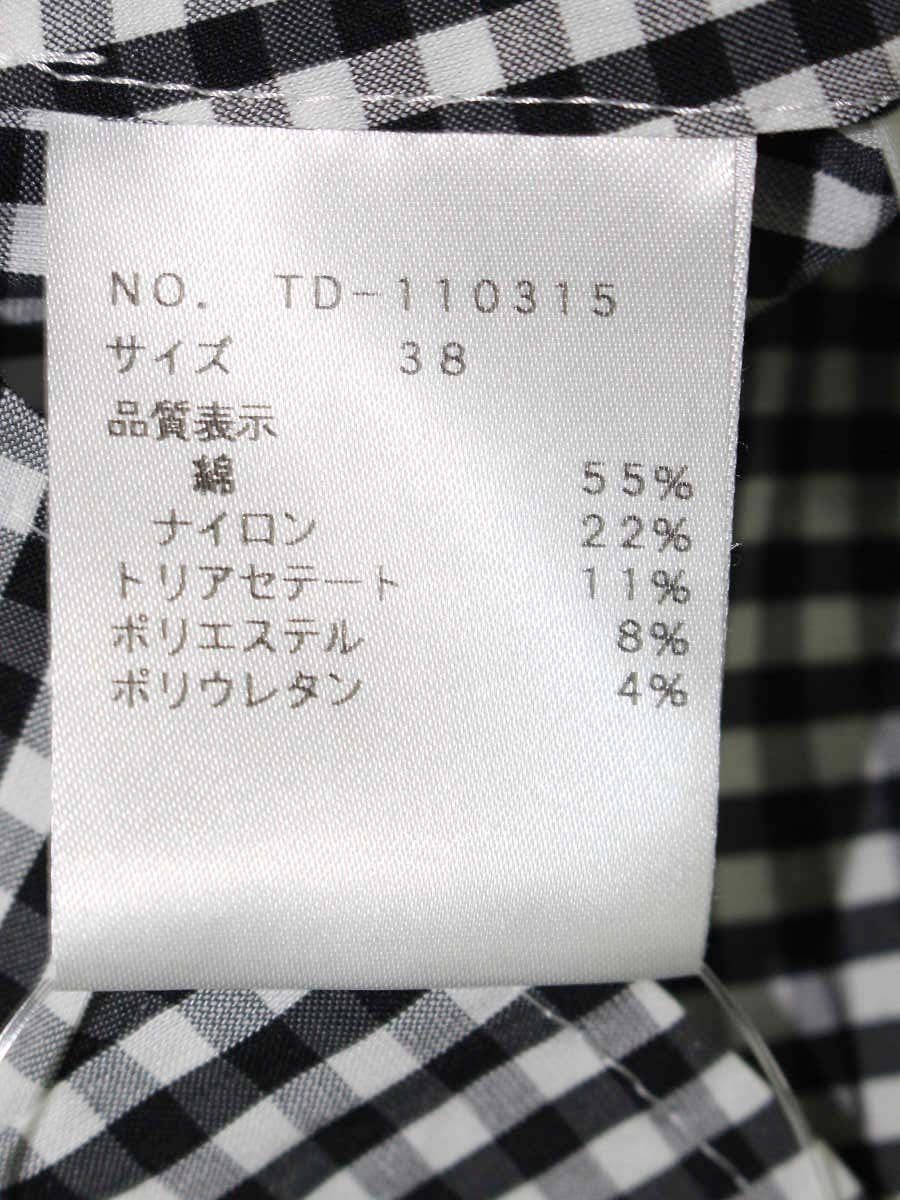 NO. TD-110315
サイズ 38
品質表示
綿 55%
ナイロン 22%
トリアセテート 11%
ポリエステル 8%
ポリウレタン 4%